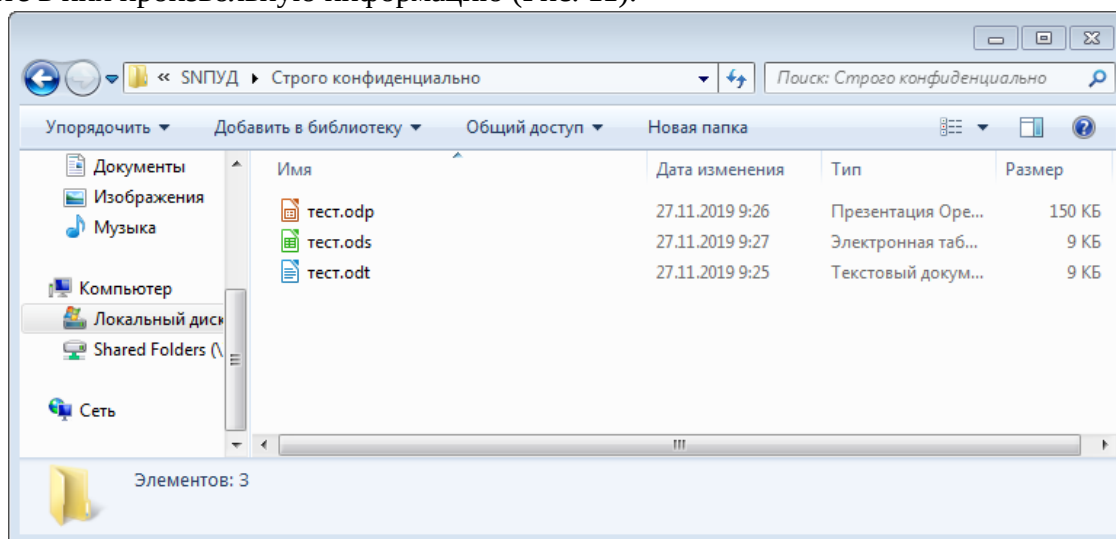 « SNПУД ▸ Строго конфиденциально Поиск: Строго конфиденциально
Упорядочить Добавить в библиотеку Общий доступ Новая папка
Документы
Изображения
Музыка
Компьютер
Локальный диск
Shared Folders (\
Сеть
Имя Дата изменения Тип Размер
тест.odp 27.11.2019 9:26 Презентация Ope... 150 КБ
тест.ods 27.11.2019 9:27 Электронная таб... 9 КБ
тест.odt 27.11.2019 9:25 Текстовый докум... 9 КБ
Элементов: 3